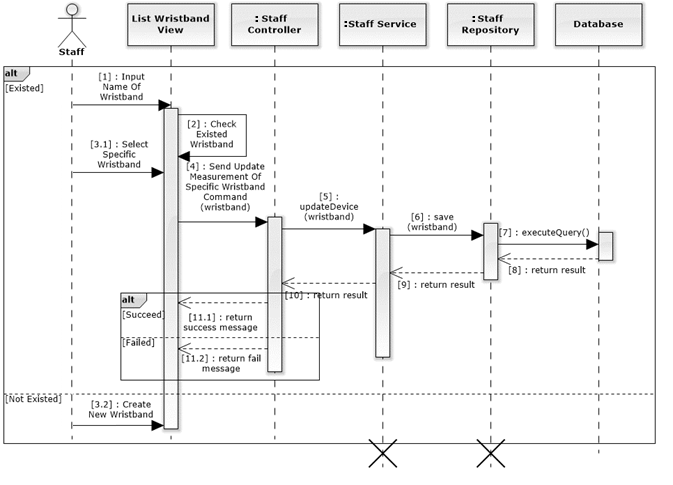 List Wristband
View
: Staff
Controller
:Staff Service
: Staff
Repository
Database
Staff
alt
[Existed]
[1] : Input
Name Of
Wristband
[2] : Check
Existed
Wristband
[3.1] : Select
Specific
Wristband
[4] : Send Update
Measurement Of
Specific Wristband
Command
(wristband)
[5] :
updateDevice
(wristband)
[6] : save
(wristband)
[7] : executeQuery()
[8] : return result
[9] : return result
[10] : return result
alt
[Succeed]
[11.1] : return
success message
[Failed]
[11.2] : return fail
message
[Not Existed]
[3.2] : Create
New Wristband